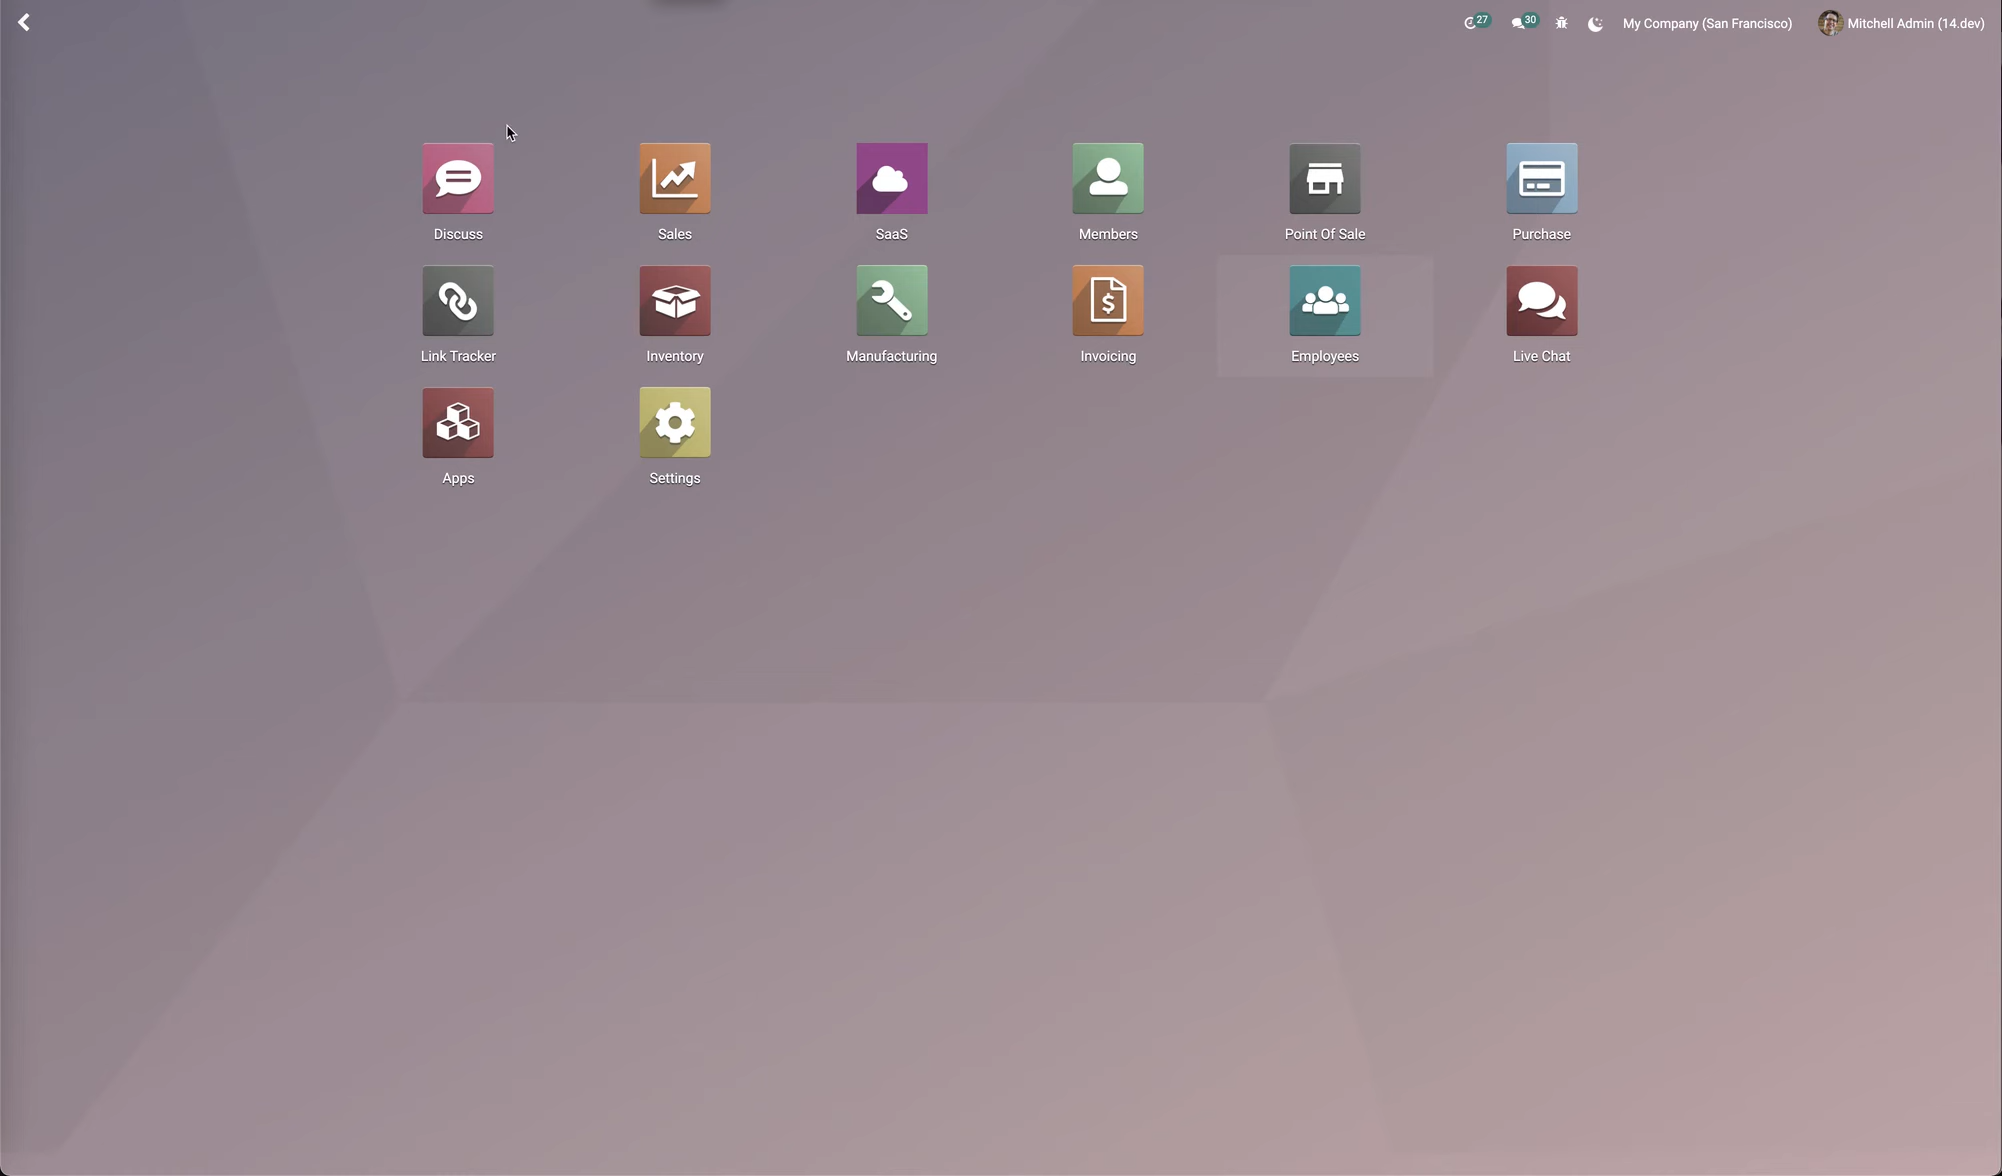 27 30 My Company (San Francisco) Mitchell Admin (14.dev)
Discuss Sales SaaS Members Point Of Sale Purchase
Link Tracker Inventory Manufacturing Invoicing Employees Live Chat
Apps Settings